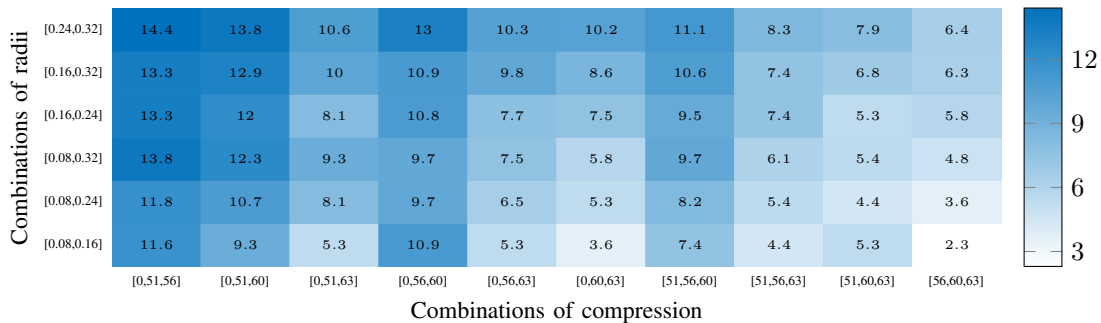 [0.24,0.32] 14.4 13.8 10.6 13 10.3 10.2 11.1 8.3 7.9 6.4
[0.16,0.32] 13.3 12.9 10 10.9 9.8 8.6 10.6 7.4 6.8 6.3
[0.16,0.24] 13.3 12 8.1 10.8 7.7 7.5 9.5 7.4 5.3 5.8
[0.08,0.32] 13.8 12.3 9.3 9.7 7.5 5.8 9.7 6.1 5.4 4.8
[0.08,0.24] 11.8 10.7 8.1 9.7 6.5 5.3 8.2 5.4 4.4 3.6
[0.08,0.16] 11.6 9.3 5.3 10.9 5.3 3.6 7.4 4.4 5.3 2.3
[0,51,56] [0,51,60] [0,51,63] [0,56,60] [0,56,63] [0,60,63] [51,56,60] [51,56,63] [51,60,63] [56,60,63]
Combinations of compression
Combinations of radii
12
9
6
3